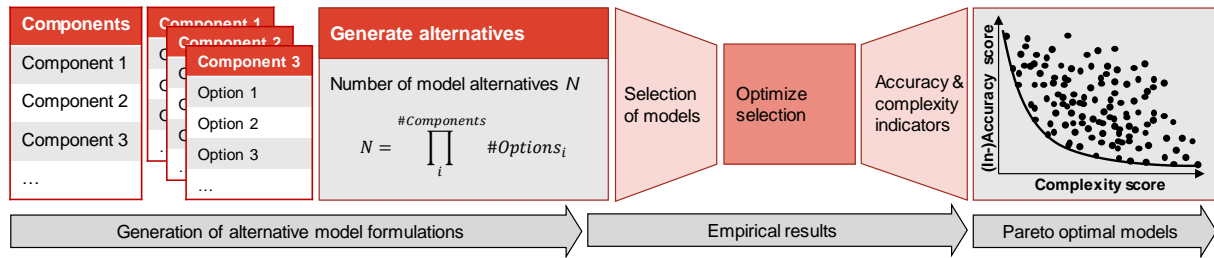 Components
Component 1
Component 2
Component 3
…
Component 1
Component 2
Component 3
Option 1
Option 2
Option 3
…
Generate alternatives
Number of model alternatives N
N = ∏ #Options_i
#Components
i
Selection
of models
Optimize
selection
Accuracy &
complexity
indicators
(In-)Accuracy score
Complexity score
Generation of alternative model formulations
Empirical results
Pareto optimal models